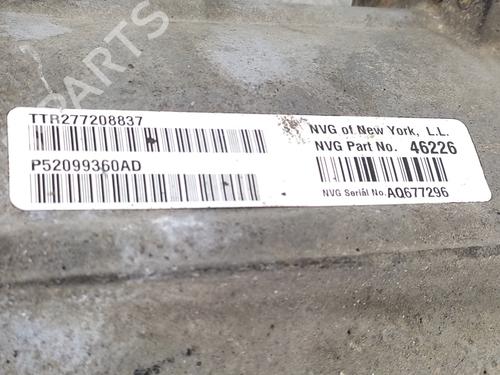 PARTS
TTR277208837
P52099360AD
NVG of New York, L.L.
NVG Part No. 46226
NVG Serial No. AQ677296